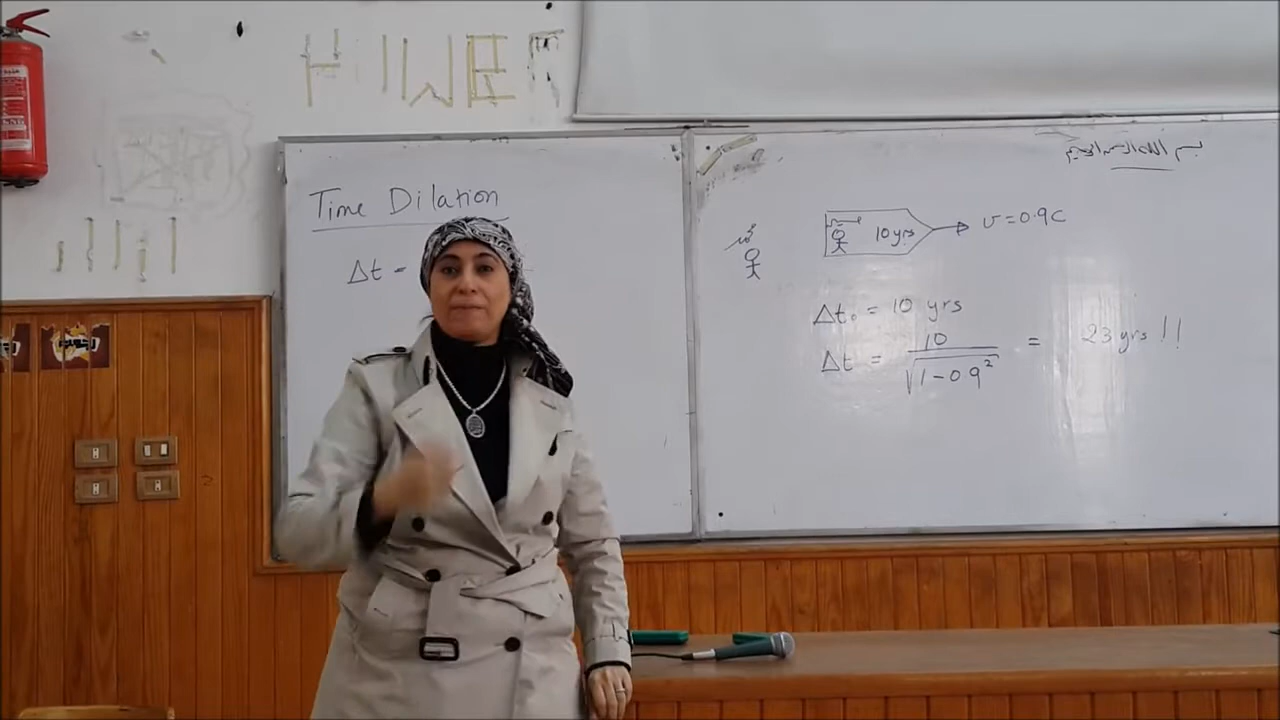 Time Dilation
Δt =
بسم الله الرحمن الرحيم
10 yrs
v = 0.9C
Δt₀ = 10 yrs
Δt = 10 / √1-0.9² = 23 yrs !!